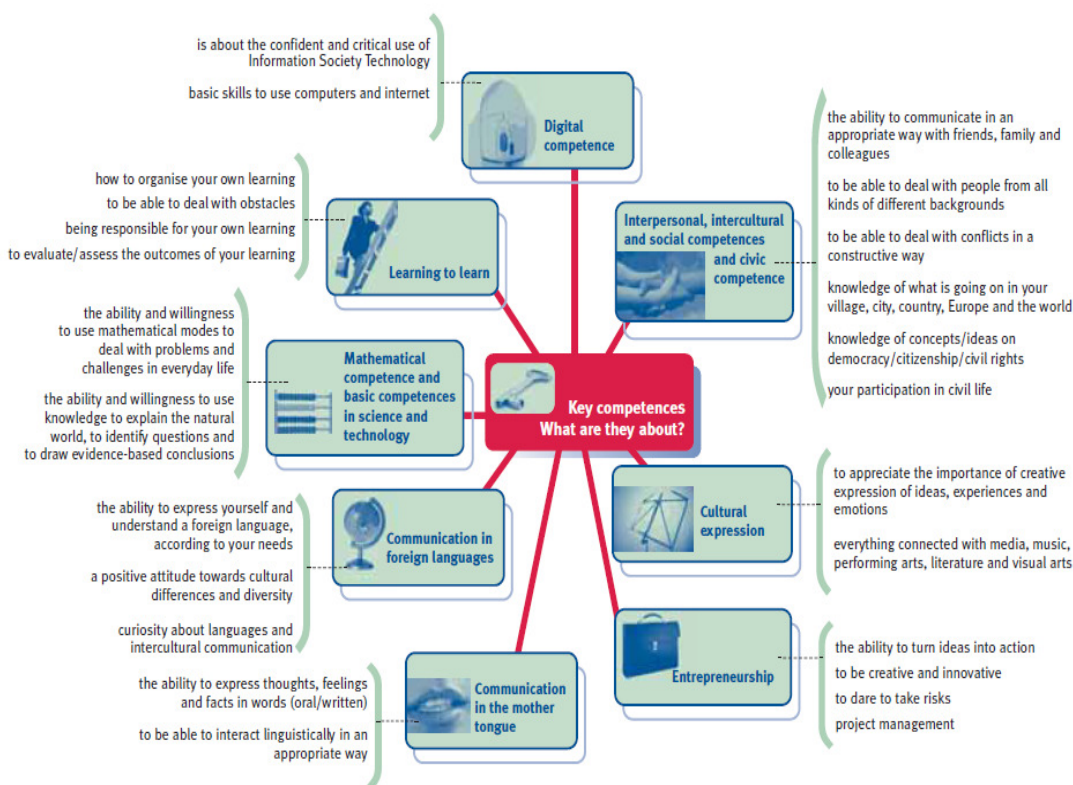 is about the confident and critical use of
Information Society Technology
basic skills to use computers and internet
Digital
competence
how to organise your own learning
to be able to deal with obstacles
being responsible for your own learning
to evaluate/assess the outcomes of your learning
Learning to learn
Interpersonal, intercultural
and social competences
and civic
competence
the ability to communicate in an
appropriate way with friends, family and
colleagues
to be able to deal with people from all
kinds of different backgrounds
to be able to deal with conflicts in a
constructive way
knowledge of what is going on in your
village, city, country, Europe and the world
knowledge of concepts/ideas on
democracy/citizenship/civil rights
your participation in civil life
the ability and willingness
to use mathematical modes to
deal with problems and
challenges in everyday life
the ability and willingness to use
knowledge to explain the natural
world, to identify questions and
to draw evidence-based conclusions
Mathematical
competence and
basic competences
in science and
technology
Key competences
What are they about?
the ability to express yourself and
understand a foreign language,
according to your needs
a positive attitude towards cultural
differences and diversity
curiosity about languages and
intercultural communication
Communication in
foreign languages
Cultural
expression
to appreciate the importance of creative
expression of ideas, experiences and
emotions
everything connected with media, music,
performing arts, literature and visual arts
the ability to express thoughts, feelings
and facts in words (oral/written)
to be able to interact linguistically in an
appropriate way
Communication
in the mother
tongue
Entrepreneurship
the ability to turn ideas into action
to be creative and innovative
to dare to take risks
project management